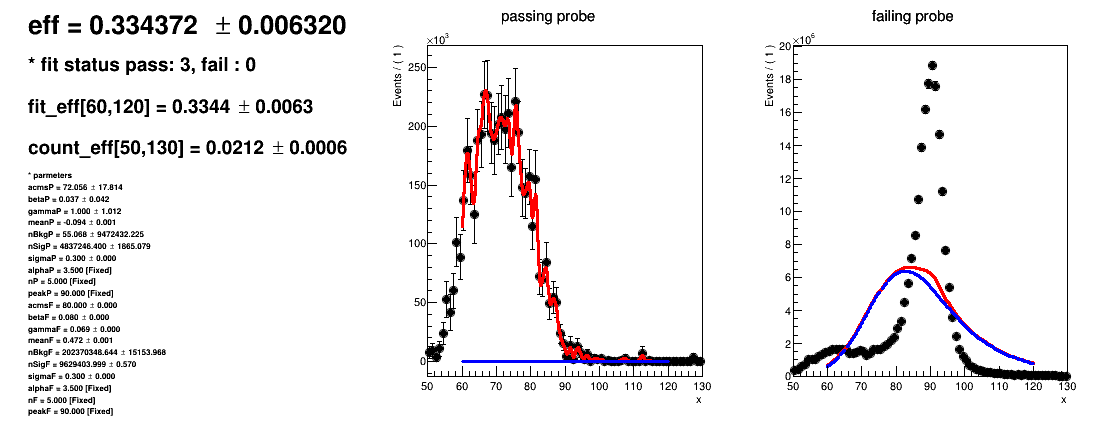 eff = 0.334372 ± 0.006320
* fit status pass: 3, fail : 0
fit_eff[60,120] = 0.3344 ± 0.0063
count_eff[50,130] = 0.0212 ± 0.0006
* parmeters
acmsP = 72.056 ± 17.814
betaP = 0.037 ± 0.042
gammaP = 1.000 ± 1.012
meanP = -0.094 ± 0.001
nBkgP = 55.068 ± 9472432.225
nSigP = 4837246.400 ± 1865.079
sigmaP = 0.300 ± 0.000
alphaP = 3.500 [Fixed]
nP = 5.000 [Fixed]
peakP = 90.000 [Fixed]
acmsF = 80.000 ± 0.000
betaF = 0.080 ± 0.000
gammaF = 0.069 ± 0.000
meanF = 0.472 ± 0.001
nBkgF = 202370348.644 ± 15153.968
nSigF = 9629403.999 ± 0.570
sigmaF = 0.300 ± 0.000
alphaF = 3.500 [Fixed]
nF = 5.000 [Fixed]
peakF = 90.000 [Fixed]
passing probe
×10³
Events / ( 1 )
250
200
150
100
50
0
50 60 70 80 90 100 110 120 130
x
failing probe
×10⁶
Events / ( 1 )
20
18
16
14
12
10
8
6
4
2
0
50 60 70 80 90 100 110 120 130
x